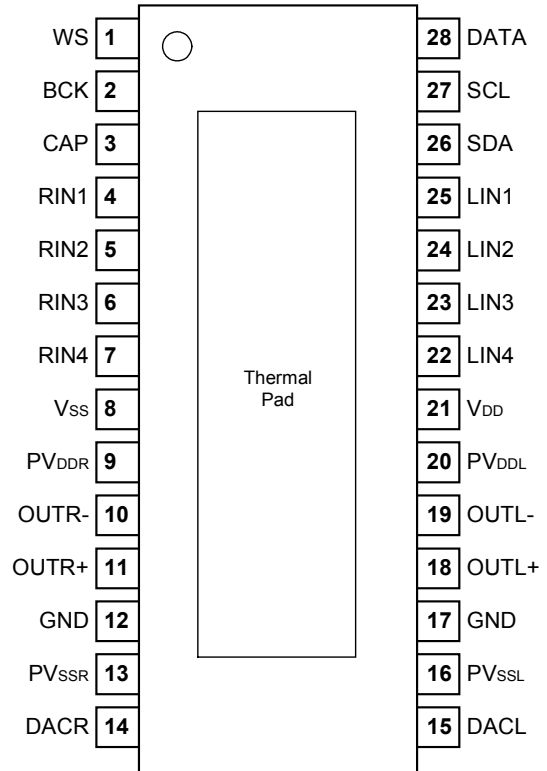 WS 1
BCK 2
CAP 3
RIN1 4
RIN2 5
RIN3 6
RIN4 7
VSS 8
PVDDR 9
OUTR- 10
OUTR+ 11
GND 12
PVSSR 13
DACR 14
Thermal
Pad
28 DATA
27 SCL
26 SDA
25 LIN1
24 LIN2
23 LIN3
22 LIN4
21 VDD
20 PVDDL
19 OUTL-
18 OUTL+
17 GND
16 PVSSL
15 DACL